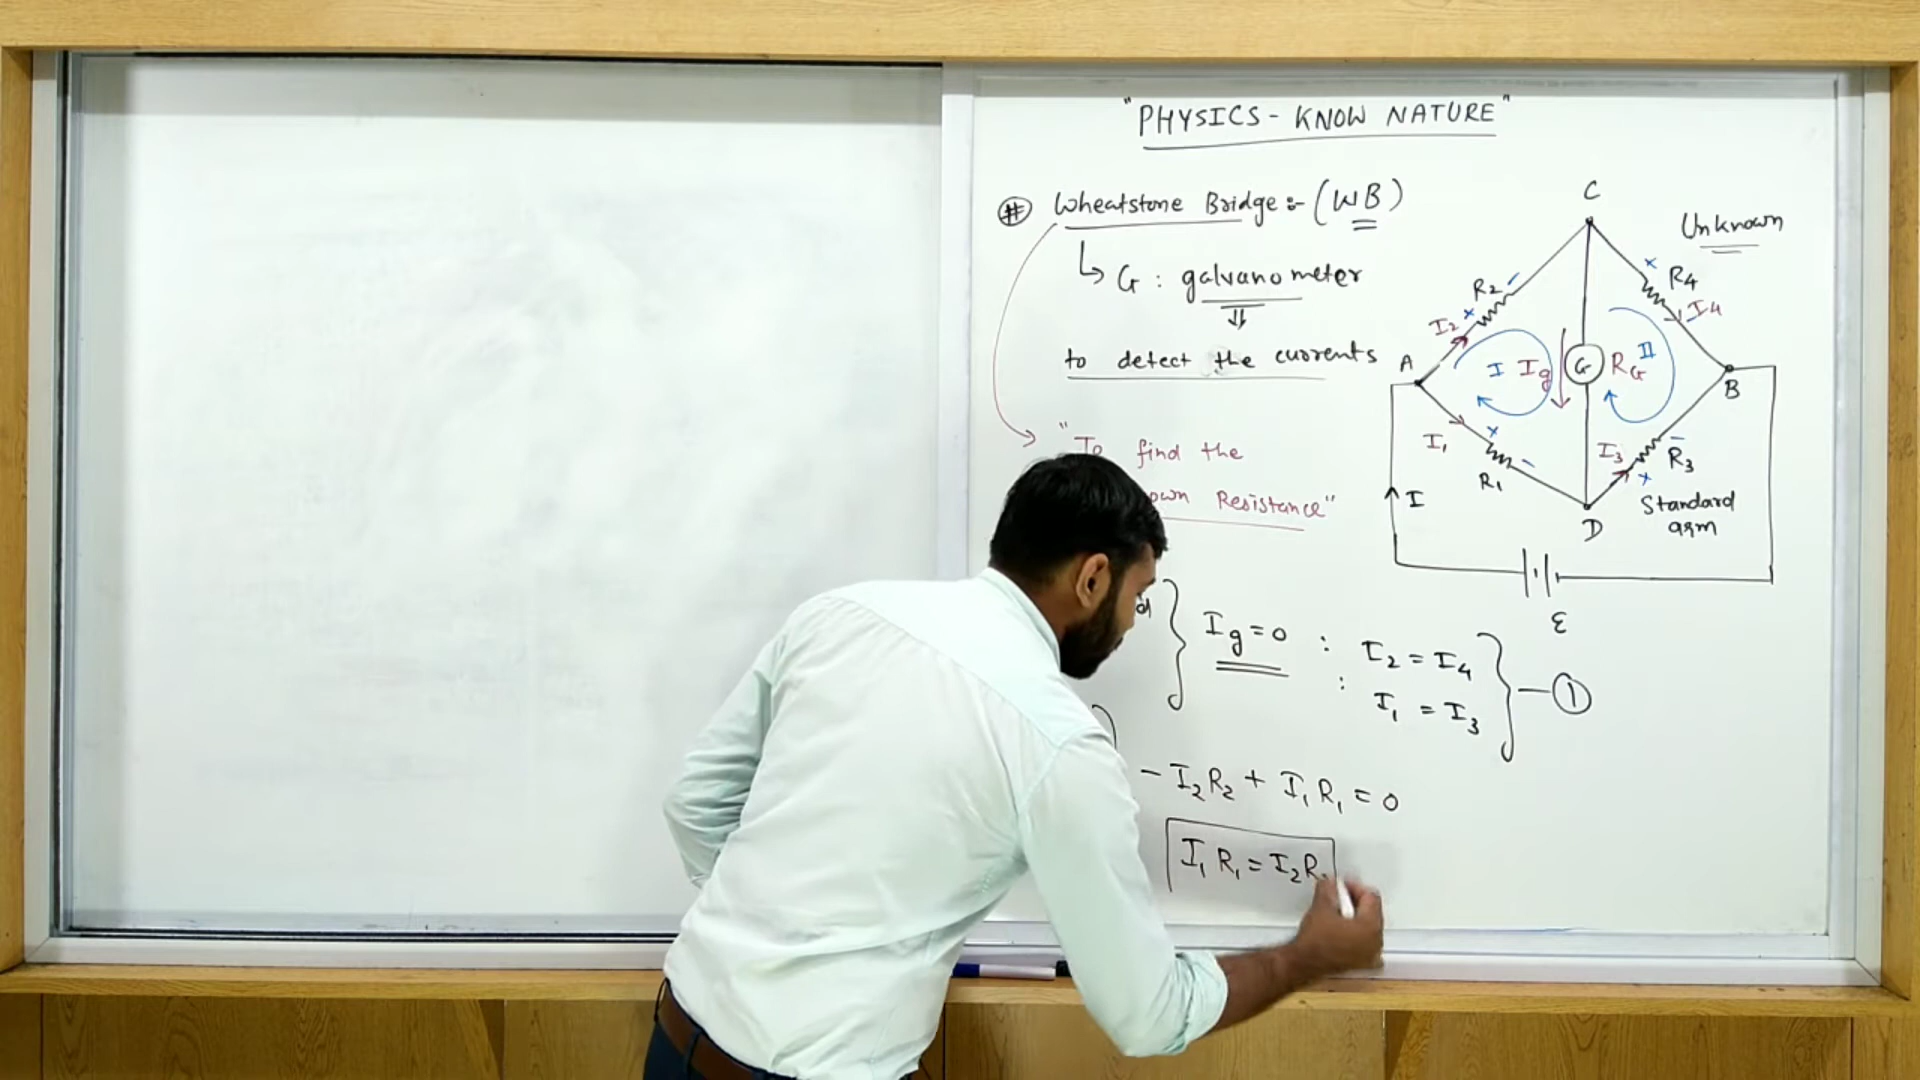 "PHYSICS - KNOW NATURE"
# Wheatstone Bridge :- (WB)
↳ G : galvanometer
⇓
to detect the currents
"To find the
Resistance"
C
Unknown
R2
R4
I2
I4
A
I
Ig
G
RG
II
B
I1
R1
I3
R3
I
D
Standard
arm
ε
Ig = 0 : I2 = I4
: I1 = I3
} — ①
- I2R2 + I1R1 = 0
I1R1 = I2R
- +
+
+ -
- +